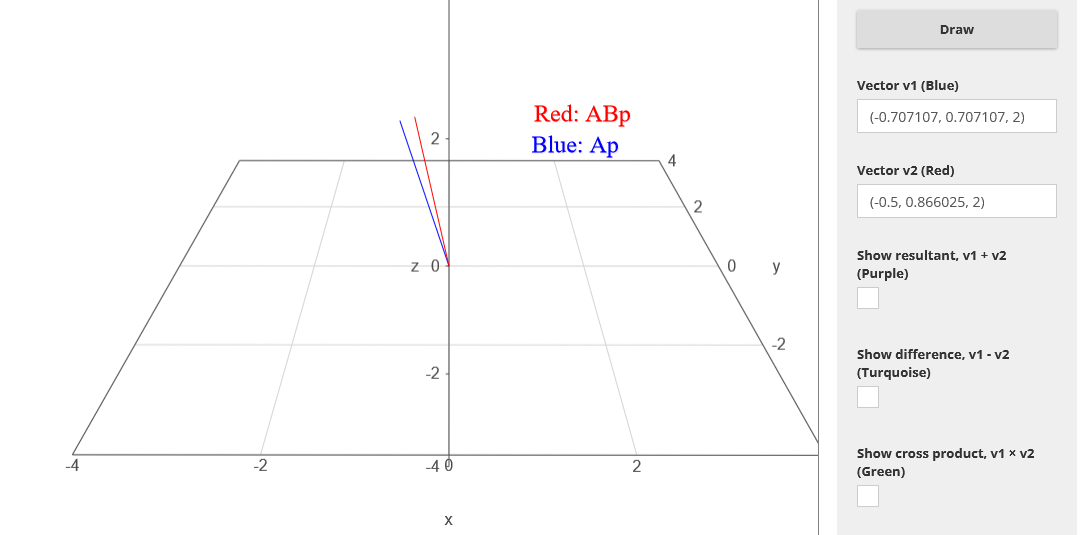 Red: ABp
Blue: Ap
2
4
2
z 0
0
y
-2
-2
-4
-2
-4 0
2
x
Draw
Vector v1 (Blue)
(-0.707107, 0.707107, 2)
Vector v2 (Red)
(-0.5, 0.866025, 2)
Show resultant, v1 + v2
(Purple)
Show difference, v1 - v2
(Turquoise)
Show cross product, v1 × v2
(Green)